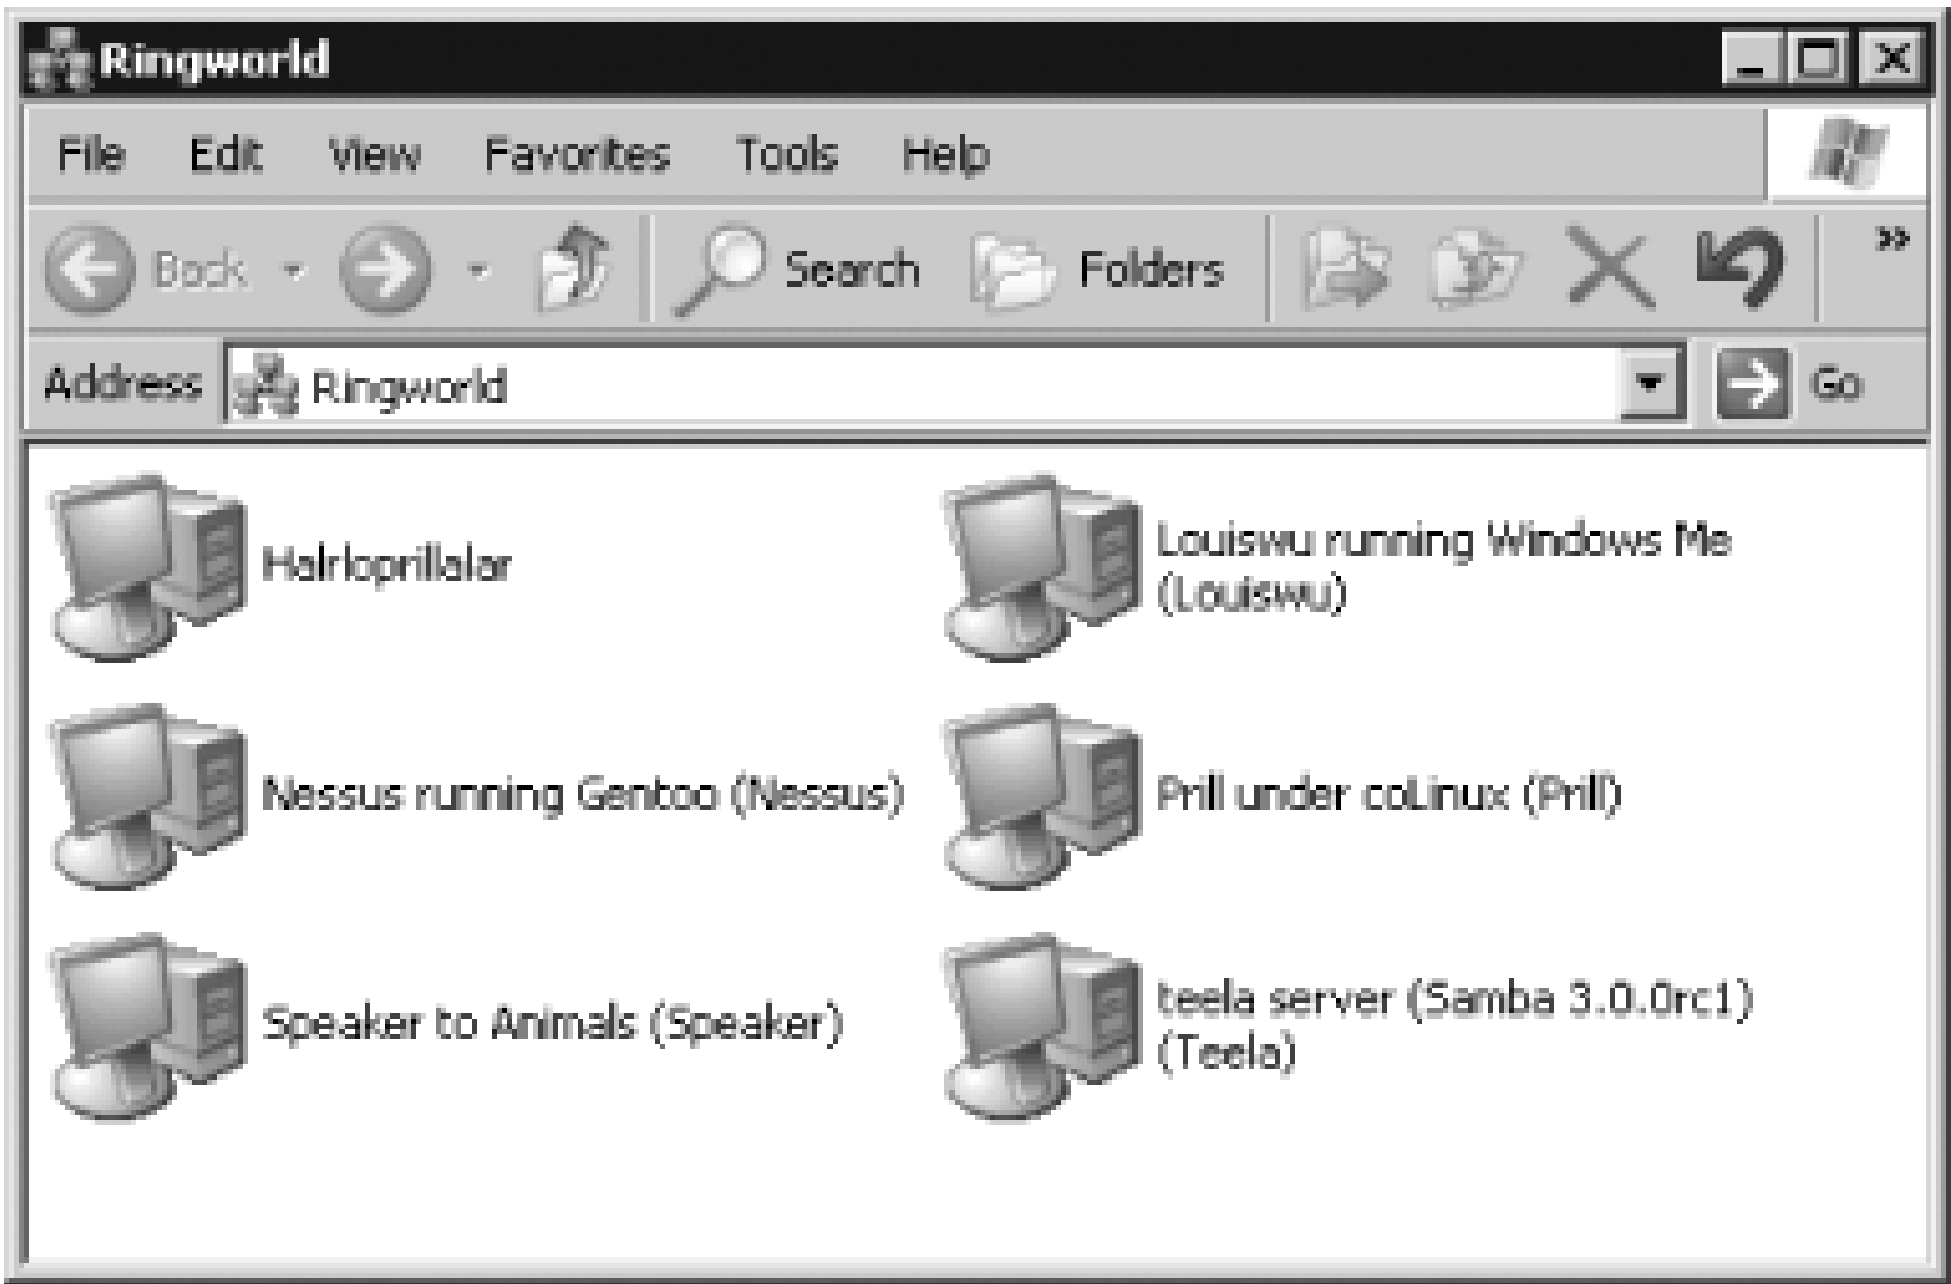 Ringworld
File Edit View Favorites Tools Help
Back Search Folders »
Address Ringworld Go
Halrloprillalar
Louiswu running Windows Me
(Louiswu)
Nessus running Gentoo (Nessus)
Prill under coLinux (Prill)
Speaker to Animals (Speaker)
teela server (Samba 3.0.0rc1)
(Teela)